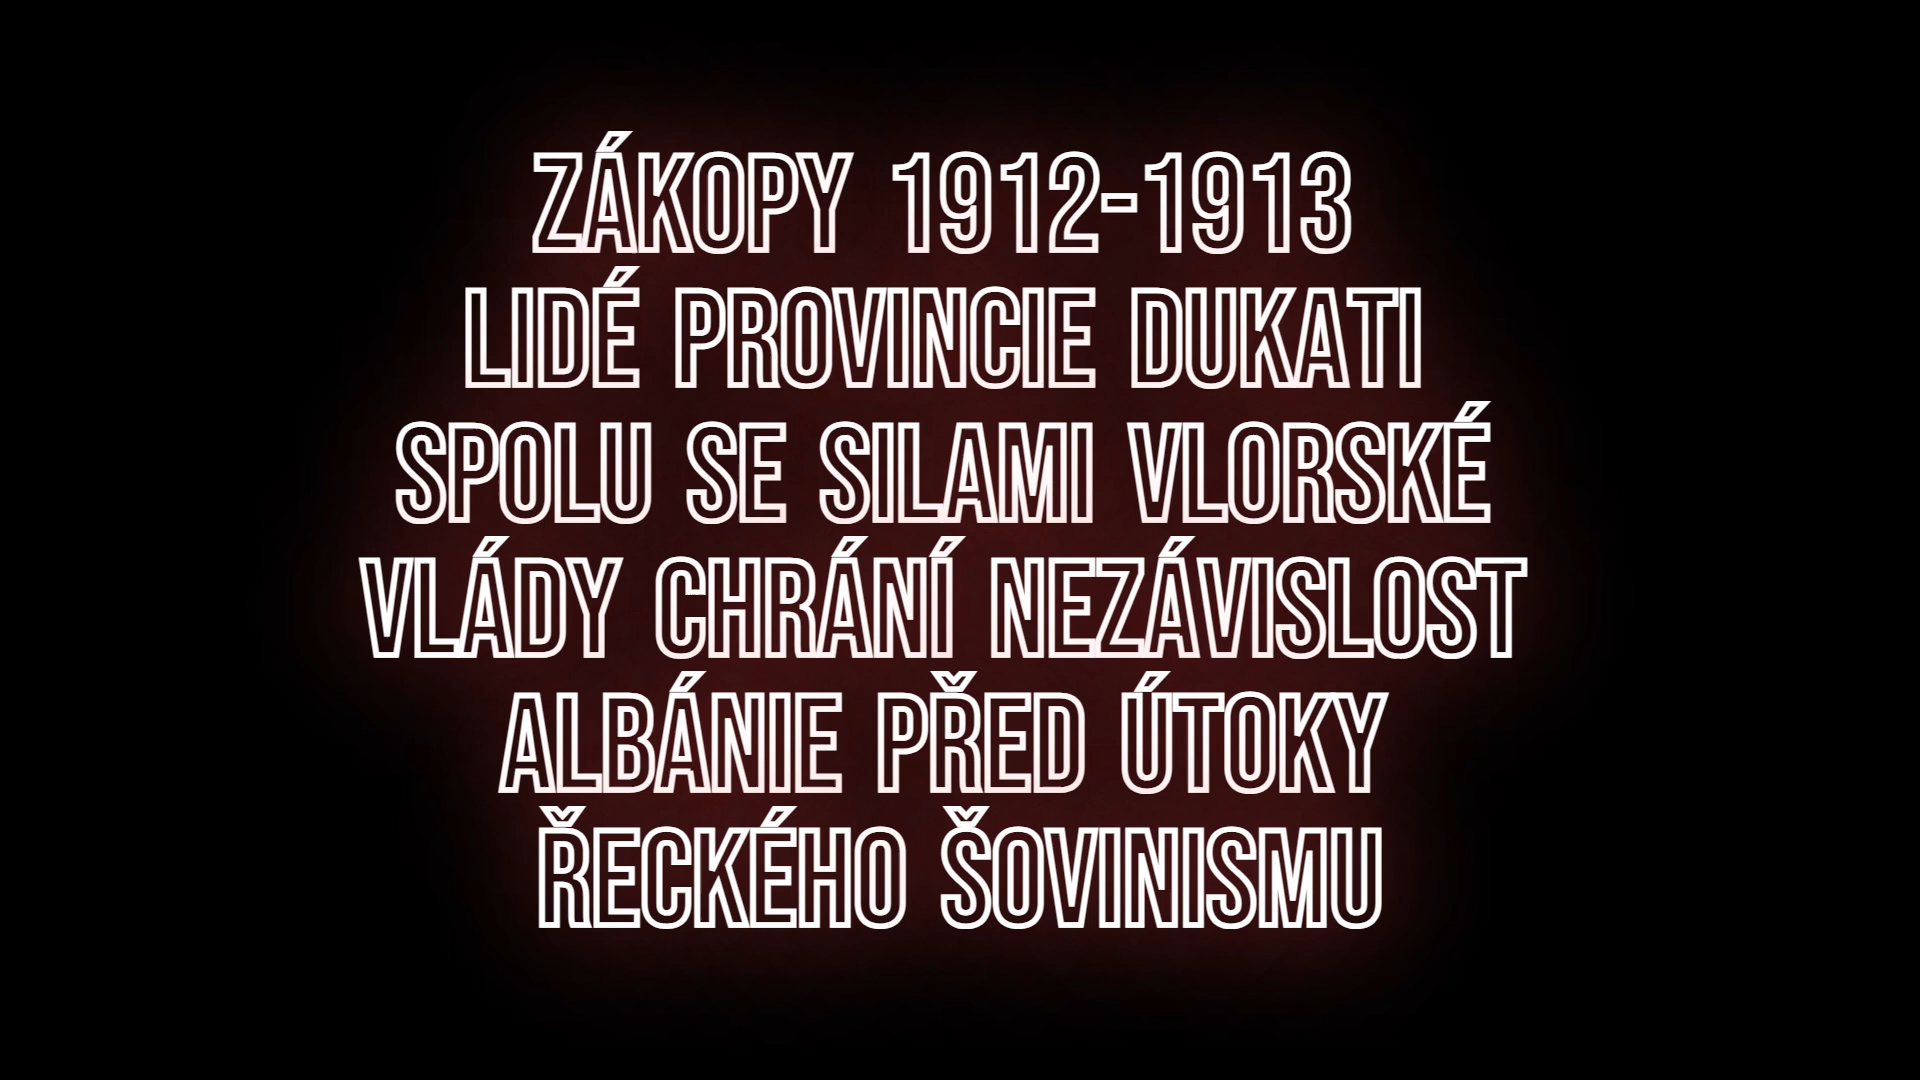 ZÁKOPY 1912-1913
LIDÉ PROVINCIE DUKATI
SPOLU SE SILAMI VLORSKÉ
VLÁDY CHRÁNÍ NEZÁVISLOST
ALBÁNIE PŘED ÚTOKY
ŘECKÉHO ŠOVINISMU